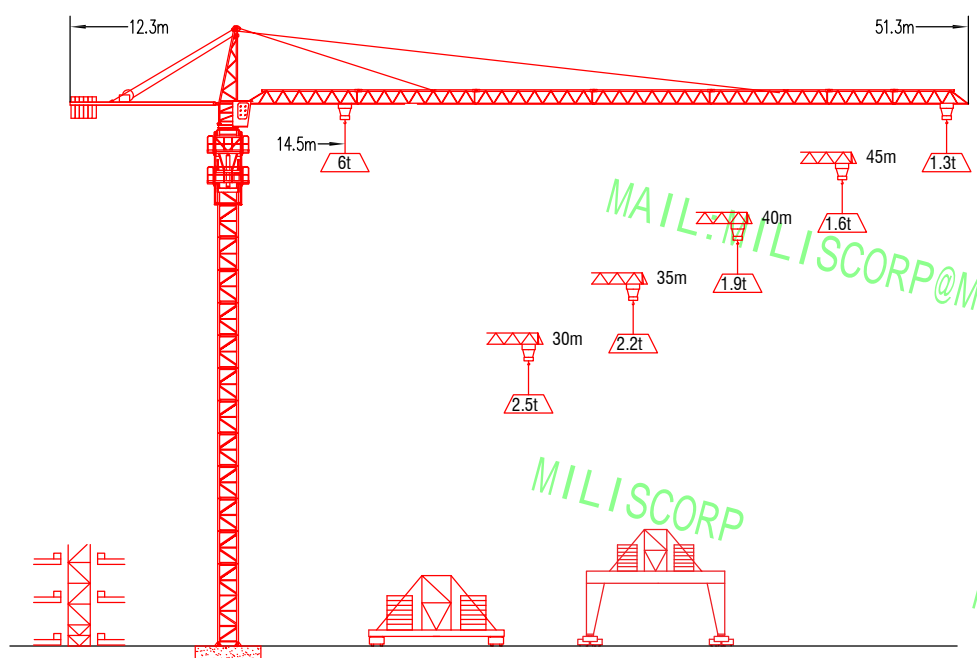 12.3m
51.3m
14.5m
6t
45m
1.3t
40m
1.6t
35m
1.9t
30m
2.2t
2.5t
MAIL:MILISCORP@M
MILISCORP